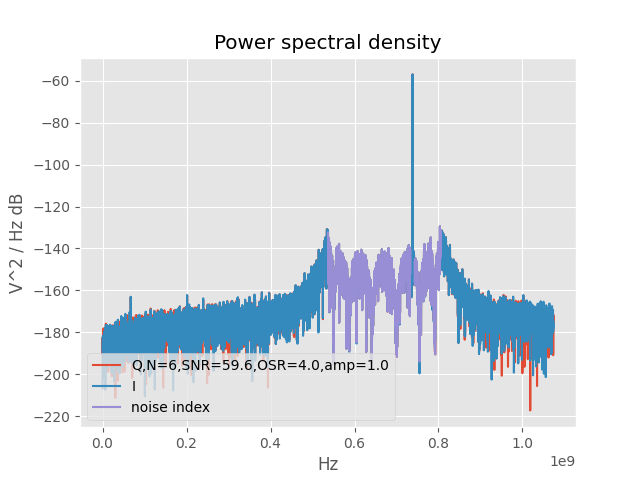 Power spectral density
V^2 / Hz dB
−60
−80
−100
−120
−140
−160
−180
−200
−220
Q,N=6,SNR=59.6,OSR=4.0,amp=1.0
I
noise index
0.0 0.2 0.4 0.6 0.8 1.0
1e9
Hz